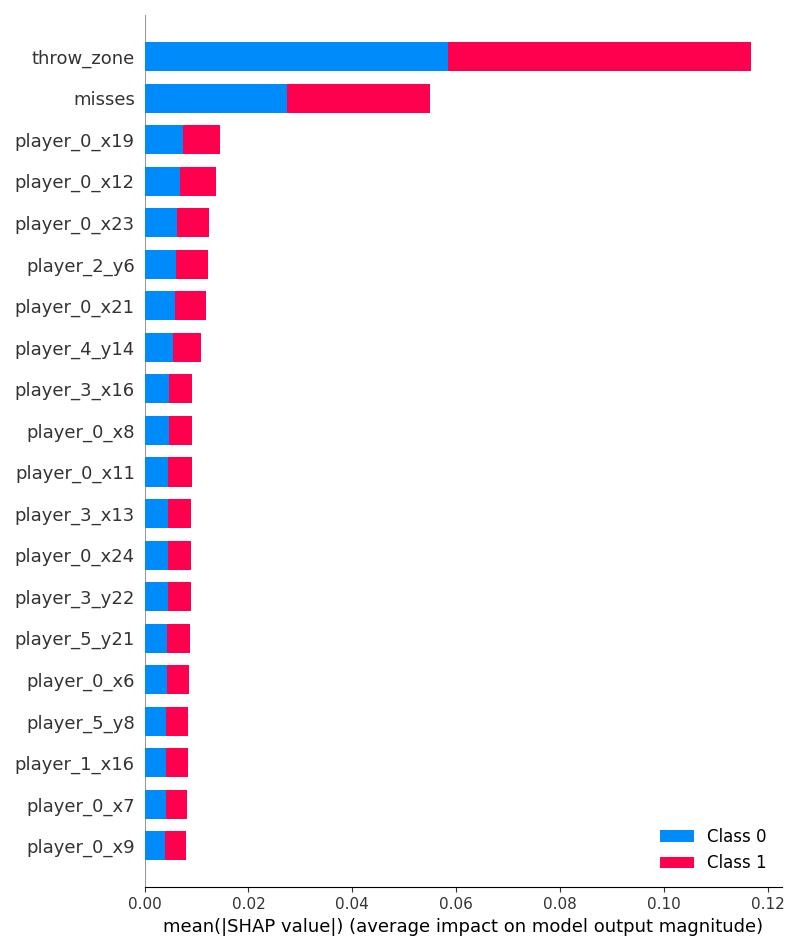 throw_zone
misses
player_0_x19
player_0_x12
player_0_x23
player_2_y6
player_0_x21
player_4_y14
player_3_x16
player_0_x8
player_0_x11
player_3_x13
player_0_x24
player_3_y22
player_5_y21
player_0_x6
player_5_y8
player_1_x16
player_0_x7
player_0_x9
Class 0
Class 1
0.00 0.02 0.04 0.06 0.08 0.10 0.12
mean(|SHAP value|) (average impact on model output magnitude)